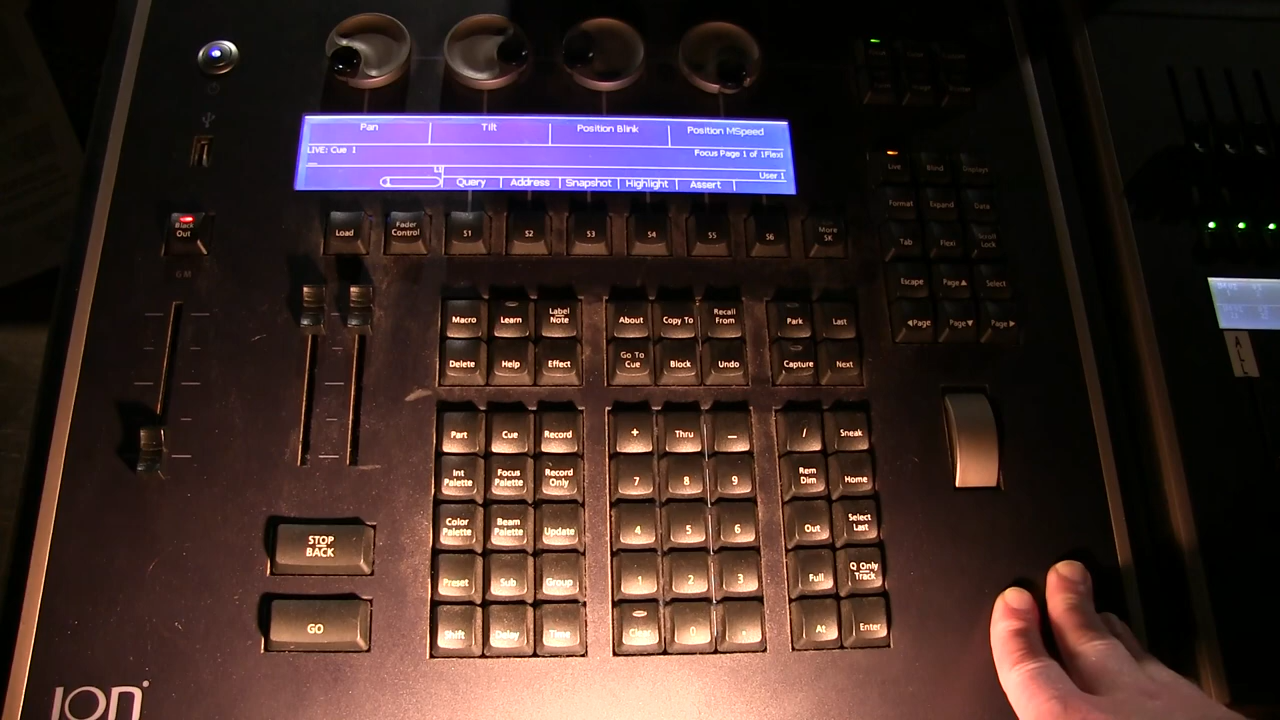 Pan Tilt Position Blink Position MSpeed
LIVE: Cue 1
Focus Page 1 of 1Flexi
User 1
Query Address Snapshot Highlight Assert
Black Out
Load
Fader Control
S1 S2 S3 S4 S5 S6
More SK
GM
Live Blind Displays
Format Expand Data
Tab Flexi Scroll Lock
Escape Page▲ Select
◀Page Page▼ Page▶
Macro Learn Label Note
Delete Help Effect
About Copy To Recall From
Go To Cue Block Undo
Park Last
Capture Next
Part Cue Record
Int Palette Focus Palette Record Only
Color Palette Beam Palette Update
Preset Sub Group
Shift Delay Time
+ Thru –
7 8 9
4 5 6
1 2 3
Clear 0 .
/ Sneak
Rem Dim Home
Out Select Last
Full Q Only Track
At Enter
STOP BACK
GO
ion
ALL